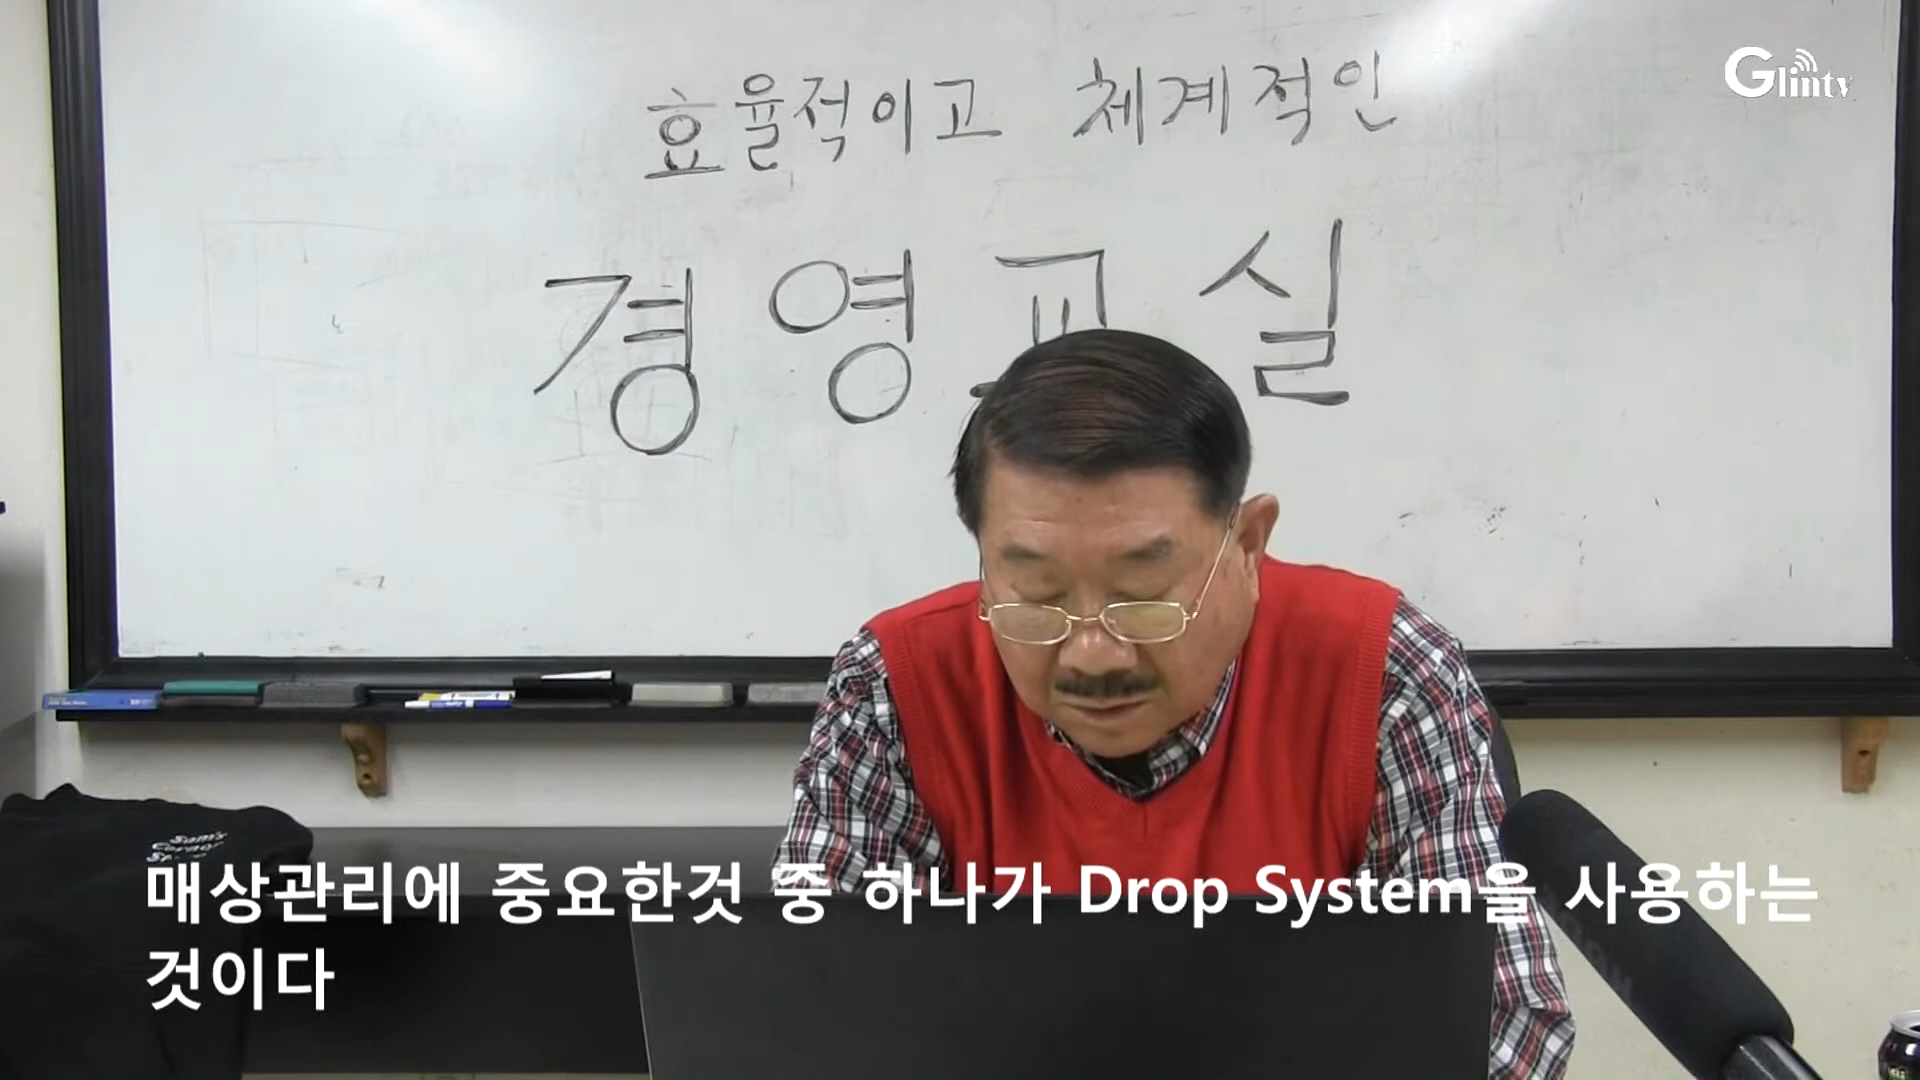 효율적이고 체계적인
Glintv
경영교실
Sam's
Corner
매상관리에 중요한것 중 하나가 Drop System을 사용하는
것이다